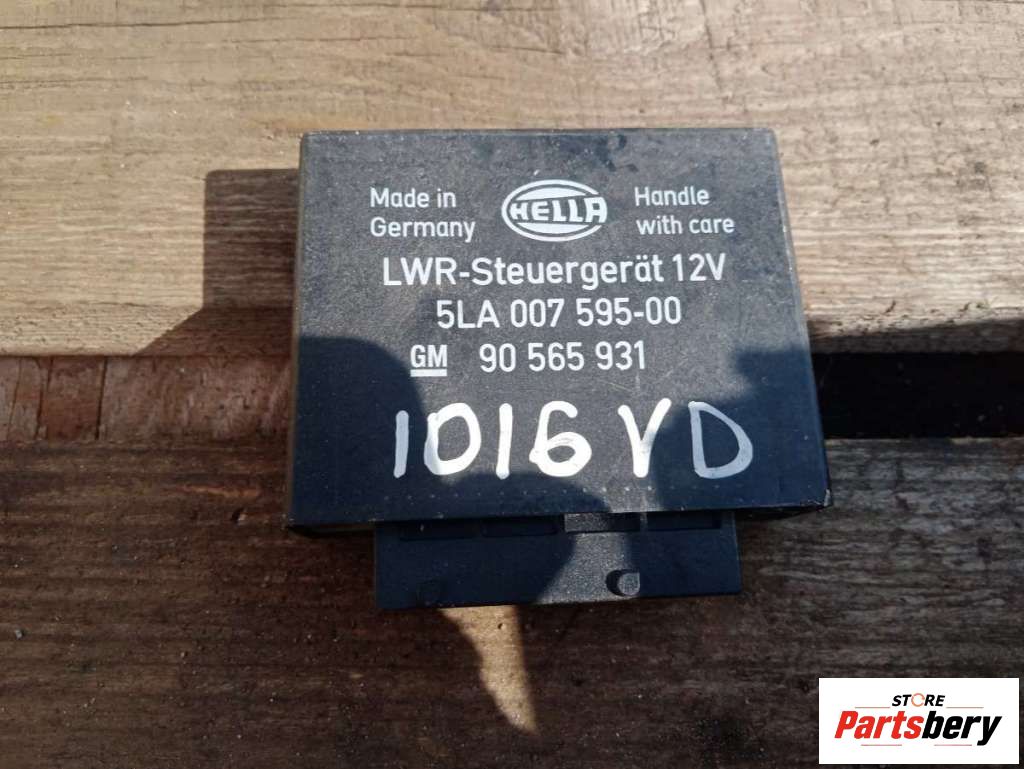 Made in
Germany
HELLA
Handle
with care
LWR-Steuergerät 12V
5LA 007 595-00
GM 90 565 931
1016 VD
STORE
Partsbery